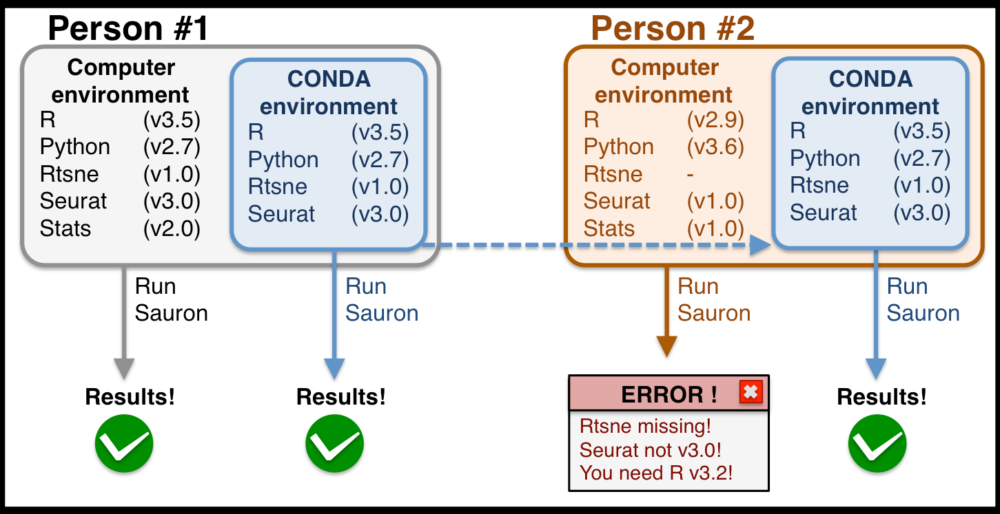 Person #1
Computer
environment
R (v3.5)
Python (v2.7)
Rtsne (v1.0)
Seurat (v3.0)
Stats (v2.0)
CONDA
environment
R (v3.5)
Python (v2.7)
Rtsne (v1.0)
Seurat (v3.0)
Run
Sauron
Results!
Run
Sauron
Results!
Person #2
Computer
environment
R (v2.9)
Python (v3.6)
Rtsne -
Seurat (v1.0)
Stats (v1.0)
CONDA
environment
R (v3.5)
Python (v2.7)
Rtsne (v1.0)
Seurat (v3.0)
Run
Sauron
ERROR !
Rtsne missing!
Seurat not v3.0!
You need R v3.2!
Run
Sauron
Results!